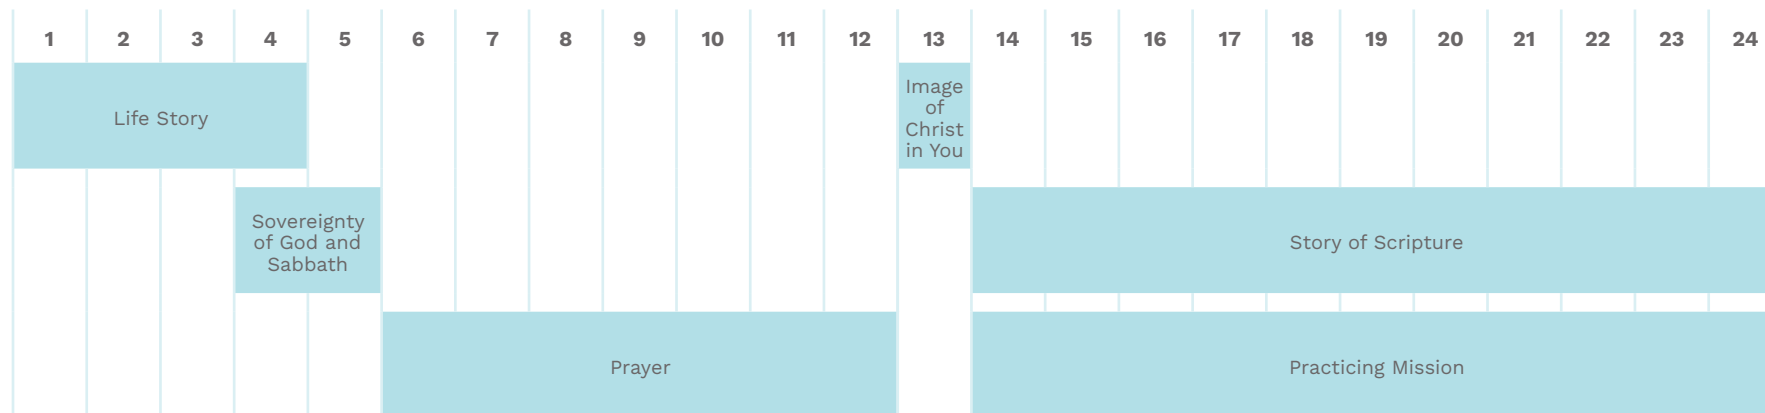 1 2 3 4 5 6 7 8 9 10 11 12 13 14 15 16 17 18 19 20 21 22 23 24
Life Story
Image
of
Christ
in You
Sovereignty
of God and
Sabbath
Story of Scripture
Prayer
Practicing Mission